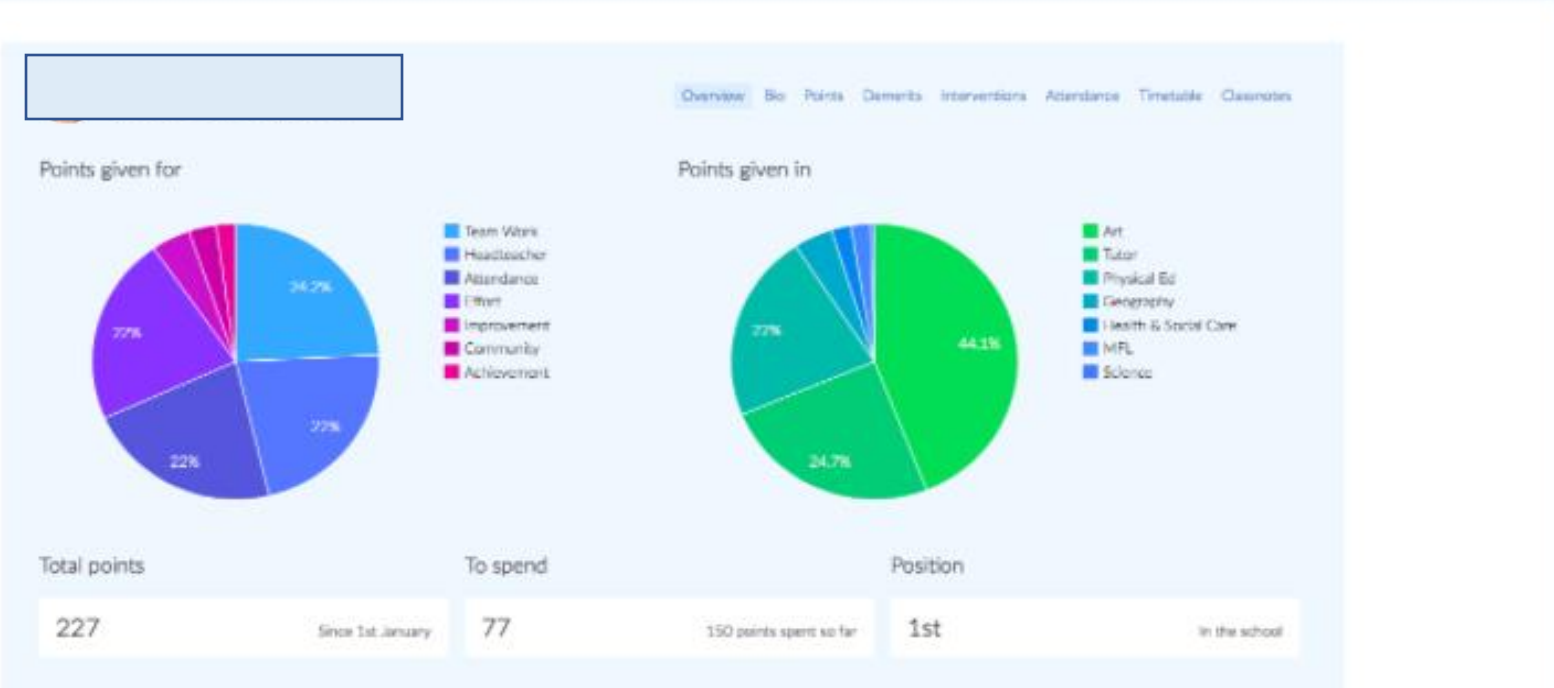 Overview Bio Points Demerits Interventions Attendance Timetable Classnotes
Points given for
24.2%
22%
22%
22%
Team Work
Headteacher
Attendance
Effort
Improvement
Community
Achievement
Points given in
44.1%
22%
24.7%
Art
Tutor
Physical Ed
Geography
Health & Social Care
MFL
Science
Total points
227 Since 1st January
To spend
77 150 points spent so far
Position
1st In the school